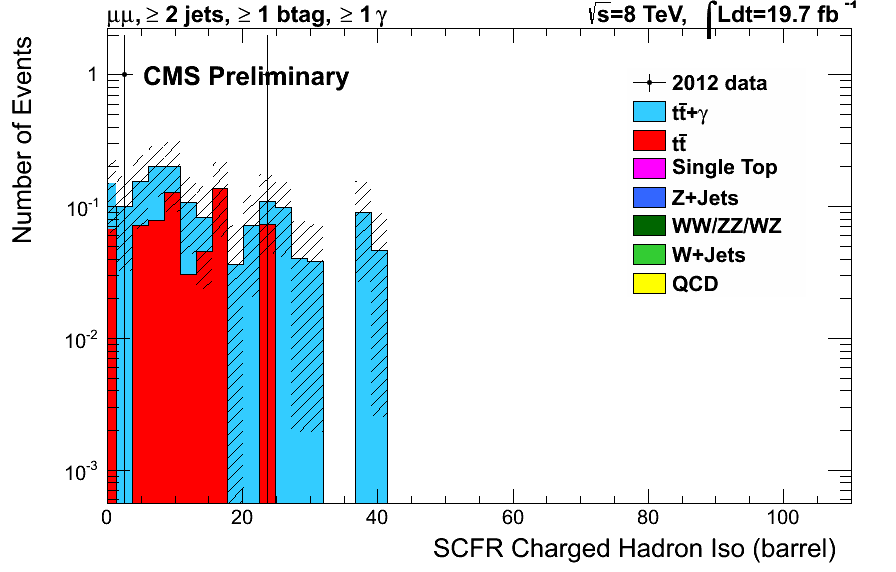 μμ, ≥ 2 jets, ≥ 1 btag, ≥ 1 γ
√s=8 TeV, ∫Ldt=19.7 fb⁻¹
CMS Preliminary
2012 data
tt̄+γ
tt̄
Single Top
Z+Jets
WW/ZZ/WZ
W+Jets
QCD
Number of Events
1
10⁻¹
10⁻²
10⁻³
0 20 40 60 80 100
SCFR Charged Hadron Iso (barrel)